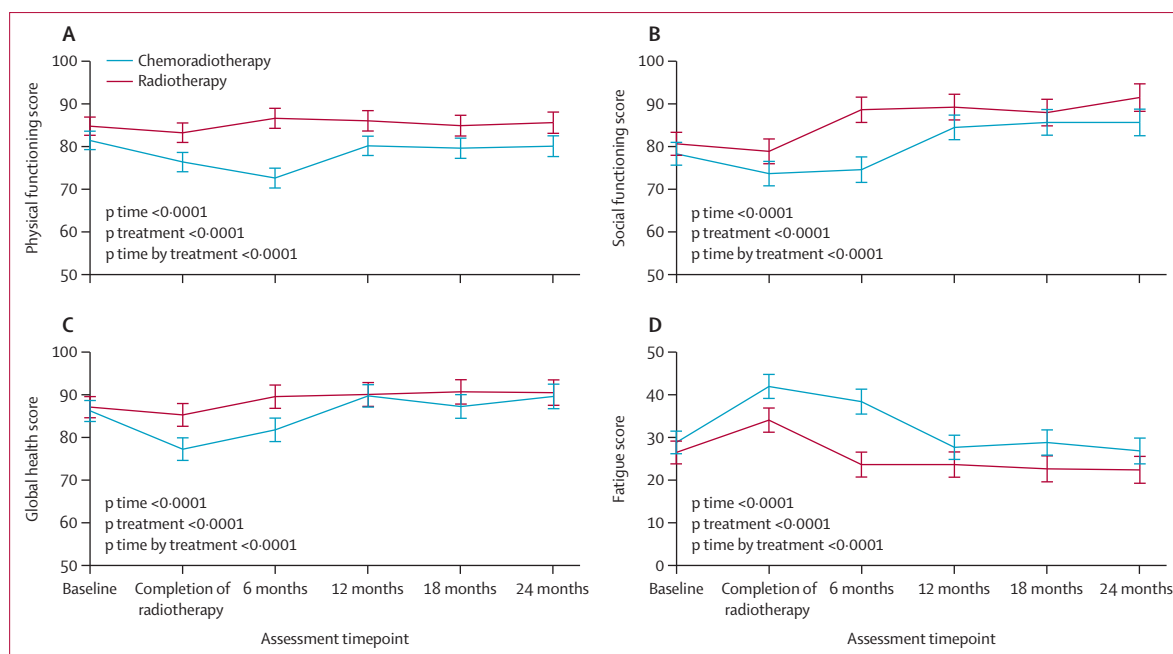 A
Chemoradiotherapy
Radiotherapy
Physical functioning score
100
90
80
70
60
50
p time <0·0001
p treatment <0·0001
p time by treatment <0·0001
B
Social functioning score
100
90
80
70
60
50
p time <0·0001
p treatment <0·0001
p time by treatment <0·0001
C
Global health score
100
90
80
70
60
50
p time <0·0001
p treatment <0·0001
p time by treatment <0·0001
Baseline
Completion of
radiotherapy
6 months
12 months
18 months
24 months
Assessment timepoint
D
Fatigue score
50
40
30
20
10
0
p time <0·0001
p treatment <0·0001
p time by treatment <0·0001
Baseline
Completion of
radiotherapy
6 months
12 months
18 months
24 months
Assessment timepoint